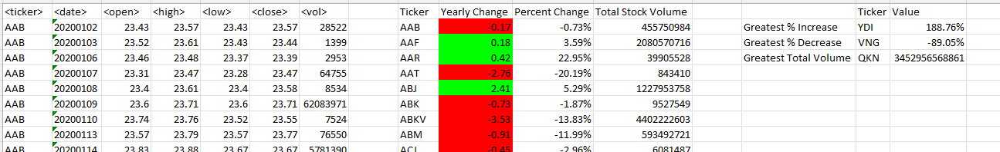 <ticker> <date> <open> <high> <low> <close> <vol> Ticker Yearly Change Percent Change Total Stock Volume Ticker Value
AAB 20200102 23.43 23.57 23.43 23.57 28522 AAB -0.17 -0.73% 455750984 Greatest % Increase YDI 188.76%
AAB 20200103 23.52 23.61 23.43 23.44 1399 AAF 0.18 3.59% 2080570716 Greatest % Decrease VNG -89.05%
AAB 20200106 23.46 23.48 23.37 23.39 2953 AAR 0.42 22.95% 39905528 Greatest Total Volume QKN 3452956568861
AAB 20200107 23.31 23.47 23.28 23.47 64755 AAT -2.76 -20.19% 843410
AAB 20200108 23.4 23.61 23.4 23.58 8534 ABJ 2.41 5.29% 1227953758
AAB 20200109 23.6 23.71 23.6 23.71 62083971 ABK -0.73 -1.87% 9527549
AAB 20200110 23.74 23.76 23.52 23.55 7524 ABKV -3.53 -13.83% 4402222603
AAB 20200113 23.57 23.79 23.57 23.77 76550 ABM -0.91 -11.99% 593492721
AAB 20200114 23.83 23.88 23.67 23.67 5781390 ACI -0.45 -2.96% 6081487